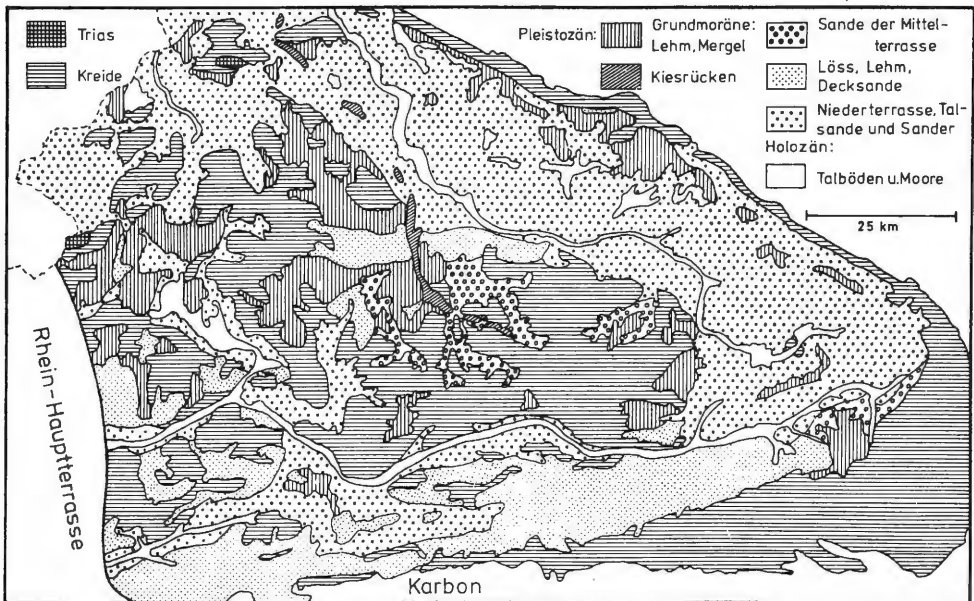 Trias
Kreide
Pleistozän:
Grundmoräne:
Lehm, Mergel
Kiesrücken
Sande der Mittel-
terrasse
Löss, Lehm,
Decksande
Niederterrasse, Tal-
sande und Sander
Holozän:
Talböden u. Moore
25 km
Rhein-Hauptterrasse
Karbon